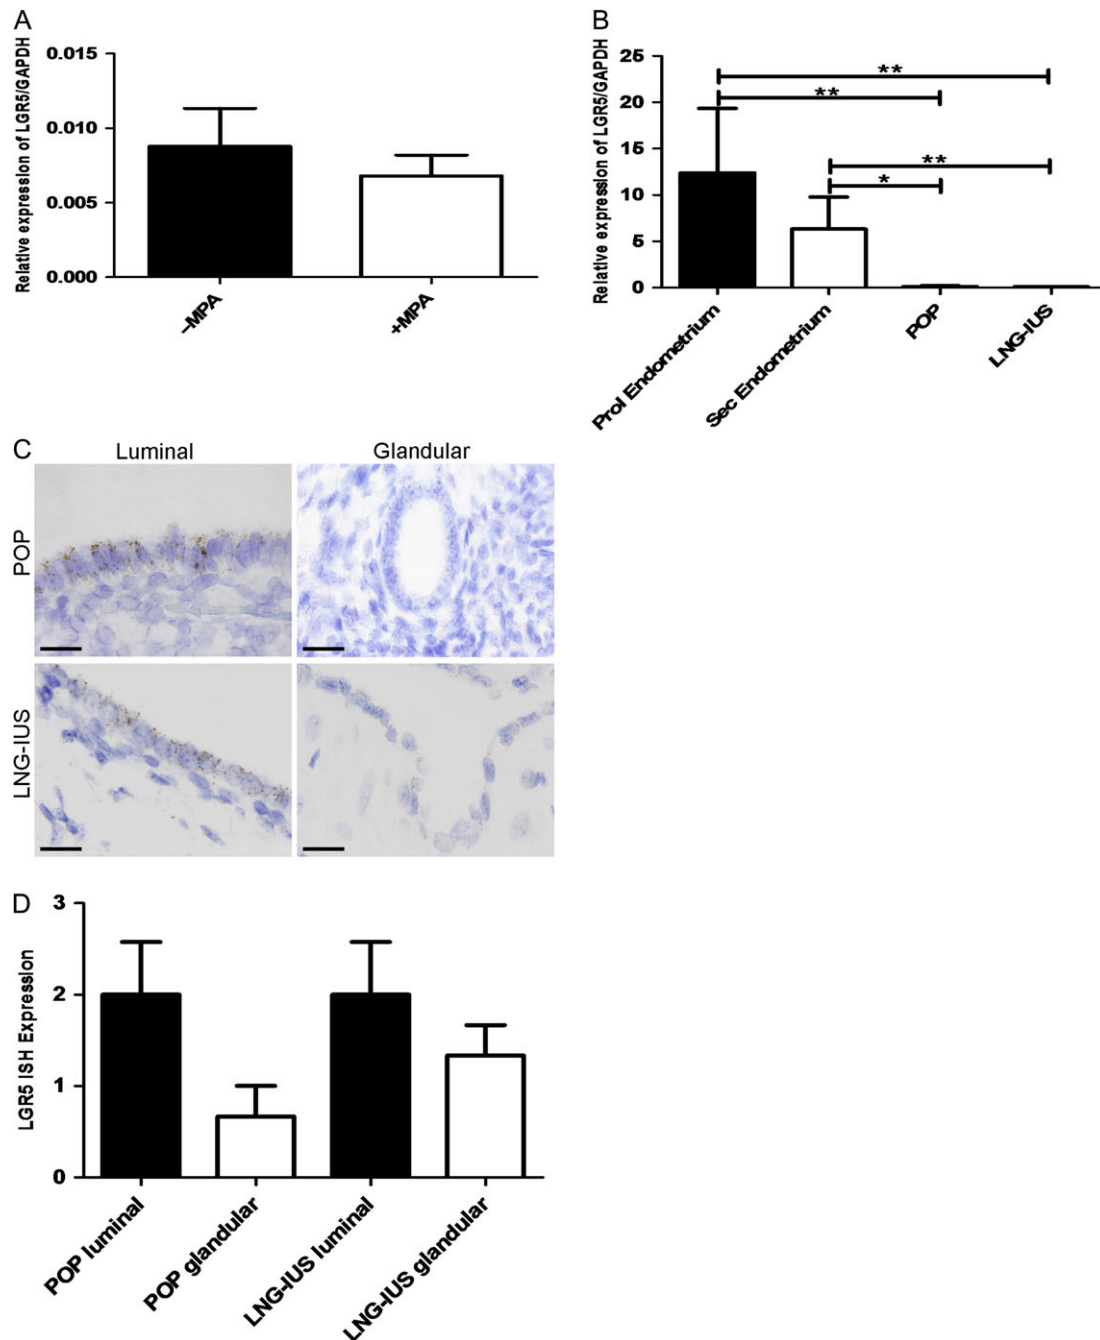 A
Relative expression of LGR5/GAPDH
0.015
0.010
0.005
0.000
–MPA
+MPA
B
Relative expression of LGR5/GAPDH
25
20
15
10
5
0
**
**
**
*
Prol Endometrium
Sec Endometrium
POP
LNG-IUS
C
Luminal
Glandular
POP
LNG-IUS
D
LGR5 ISH Expression
3
2
1
0
POP luminal
POP glandular
LNG-IUS luminal
LNG-IUS glandular